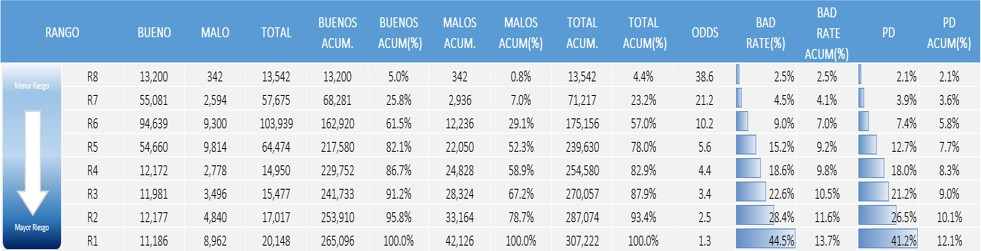 RANGO BUENO MALO TOTAL BUENOS ACUM. BUENOS ACUM(%) MALOS ACUM. MALOS ACUM(%) TOTAL ACUM. TOTAL ACUM(%) ODDS BAD RATE(%) BAD RATE ACUM(%) PD PD ACUM(%)
Menor Riesgo
R8 13,200 342 13,542 13,200 5.0% 342 0.8% 13,542 4.4% 38.6 2.5% 2.5% 2.1% 2.1%
R7 55,081 2,594 57,675 68,281 25.8% 2,936 7.0% 71,217 23.2% 21.2 4.5% 4.1% 3.9% 3.6%
R6 94,639 9,300 103,939 162,920 61.5% 12,236 29.1% 175,156 57.0% 10.2 9.0% 7.0% 7.4% 5.8%
R5 54,660 9,814 64,474 217,580 82.1% 22,050 52.3% 239,630 78.0% 5.6 15.2% 9.2% 12.7% 7.7%
R4 12,172 2,778 14,950 229,752 86.7% 24,828 58.9% 254,580 82.9% 4.4 18.6% 9.8% 18.0% 8.3%
R3 11,981 3,496 15,477 241,733 91.2% 28,324 67.2% 270,057 87.9% 3.4 22.6% 10.5% 21.2% 9.0%
R2 12,177 4,840 17,017 253,910 95.8% 33,164 78.7% 287,074 93.4% 2.5 28.4% 11.6% 26.5% 10.1%
Mayor Riesgo
R1 11,186 8,962 20,148 265,096 100.0% 42,126 100.0% 307,222 100.0% 1.3 44.5% 13.7% 41.2% 12.1%